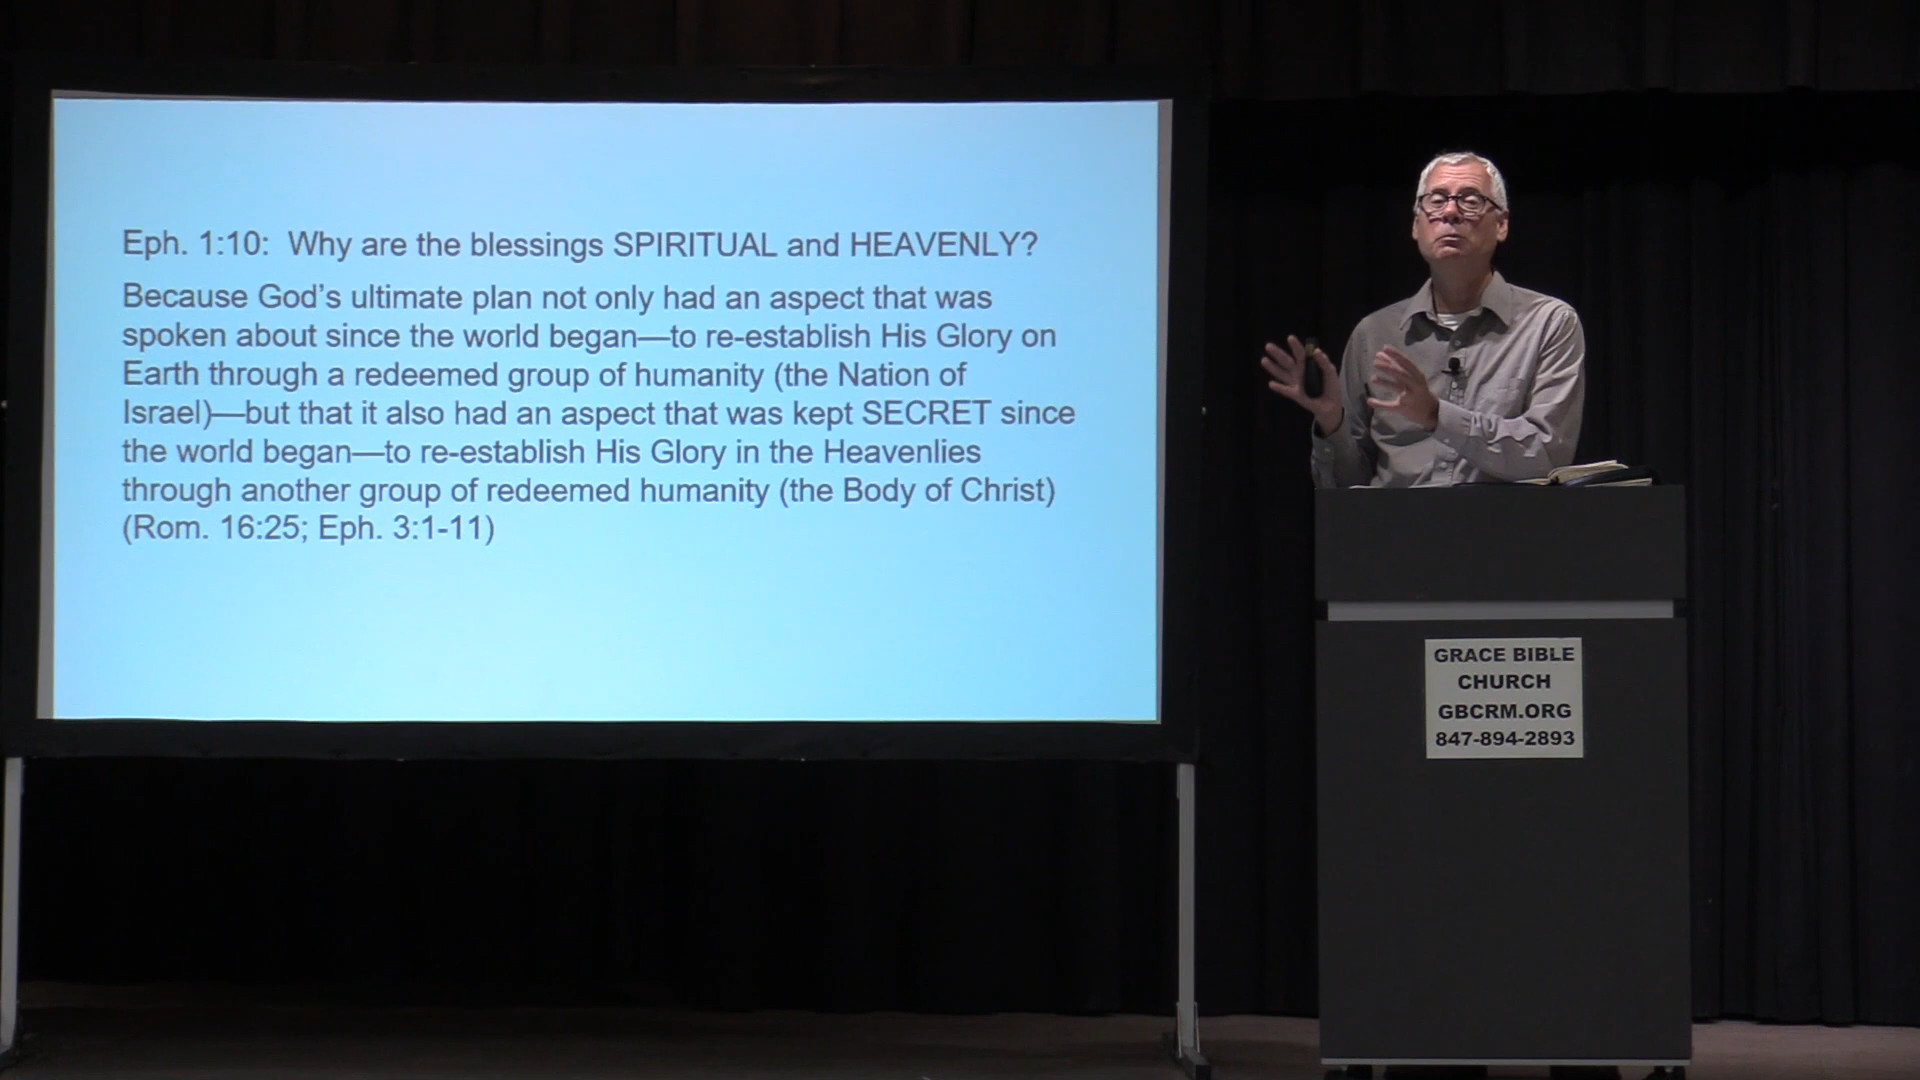 Eph. 1:10:  Why are the blessings SPIRITUAL and HEAVENLY?
Because God’s ultimate plan not only had an aspect that was
spoken about since the world began—to re-establish His Glory on
Earth through a redeemed group of humanity (the Nation of
Israel)—but that it also had an aspect that was kept SECRET since
the world began—to re-establish His Glory in the Heavenlies
through another group of redeemed humanity (the Body of Christ)
(Rom. 16:25; Eph. 3:1-11)
GRACE BIBLE
CHURCH
GBCRM.ORG
847-894-2893